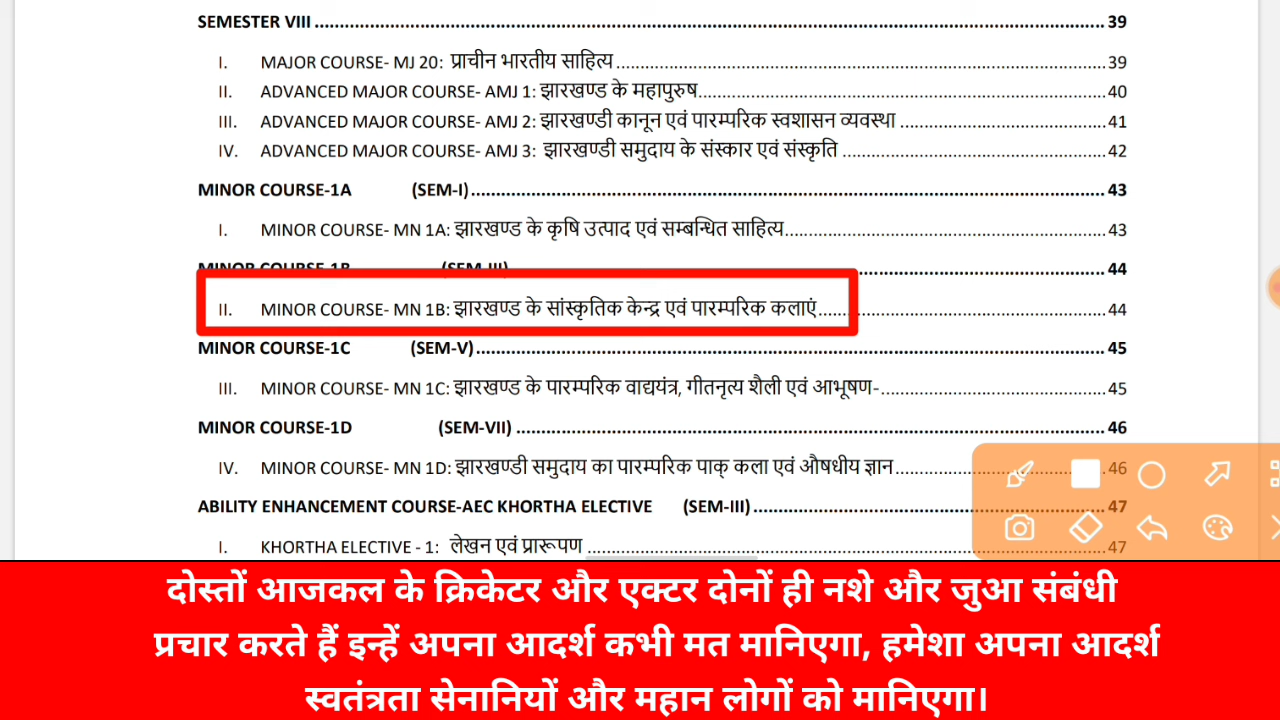 SEMESTER VIII ........ 39
I. MAJOR COURSE- MJ 20: प्राचीन भारतीय साहित्य ........ 39
II. ADVANCED MAJOR COURSE- AMJ 1: झारखण्ड के महापुरुष ........ 40
III. ADVANCED MAJOR COURSE- AMJ 2: झारखण्डी कानून एवं पारम्परिक स्वशासन व्यवस्था ........ 41
IV. ADVANCED MAJOR COURSE- AMJ 3: झारखण्डी समुदाय के संस्कार एवं संस्कृति ........ 42
MINOR COURSE-1A (SEM-I) ........ 43
I. MINOR COURSE- MN 1A: झारखण्ड के कृषि उत्पाद एवं सम्बन्धित साहित्य ........ 43
MINOR COURSE-1B (SEM-III) ........ 44
II. MINOR COURSE- MN 1B: झारखण्ड के सांस्कृतिक केन्द्र एवं पारम्परिक कलाएं ........ 44
MINOR COURSE-1C (SEM-V) ........ 45
III. MINOR COURSE- MN 1C: झारखण्ड के पारम्परिक वाद्ययंत्र, गीतनृत्य शैली एवं आभूषण- ........ 45
MINOR COURSE-1D (SEM-VII) ........ 46
IV. MINOR COURSE- MN 1D: झारखण्डी समुदाय का पारम्परिक पाक् कला एवं औषधीय ज्ञान ........ 46
ABILITY ENHANCEMENT COURSE-AEC KHORTHA ELECTIVE (SEM-III) ........ 47
I. KHORTHA ELECTIVE - 1: लेखन एवं प्रारूपण ........ 47
दोस्तों आजकल के क्रिकेटर और एक्टर दोनों ही नशे और जुआ संबंधी
प्रचार करते हैं इन्हें अपना आदर्श कभी मत मानिएगा, हमेशा अपना आदर्श
स्वतंत्रता सेनानियों और महान लोगों को मानिएगा।